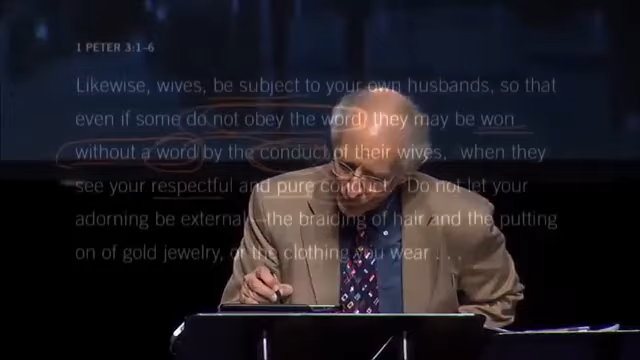 1 PETER 3:1–6
Likewise, wives, be subject to your own husbands, so that
even if some do not obey the word, they may be won
without a word by the conduct of their wives, when they
see your respectful and pure conduct. Do not let your
adorning be external—the braiding of hair and the putting
on of gold jewelry, or the clothing you wear . . .